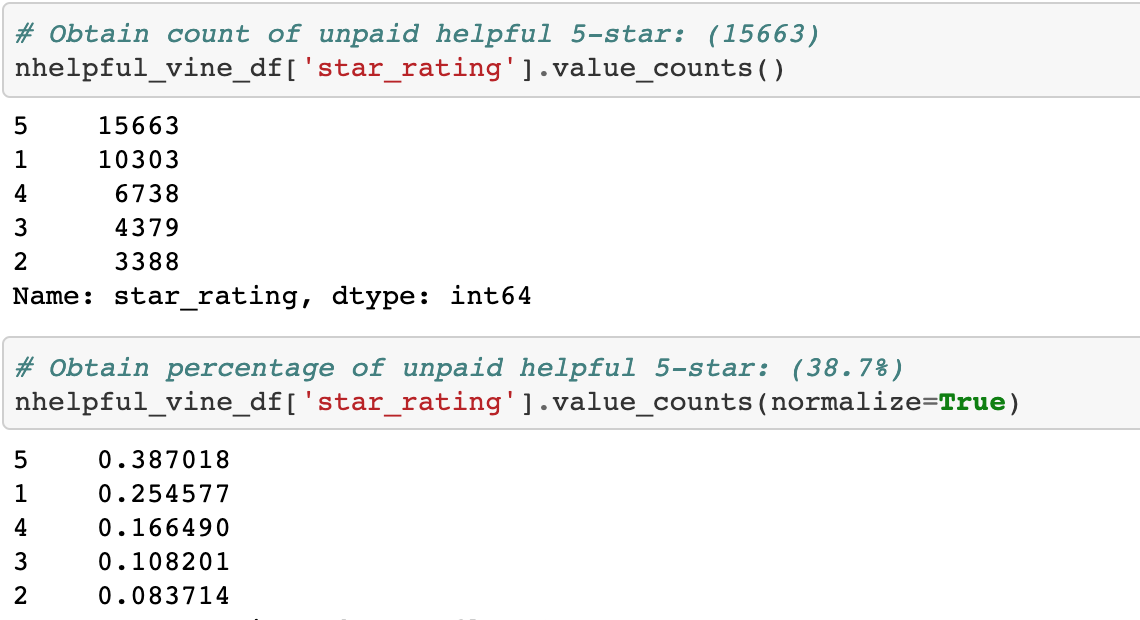 # Obtain count of unpaid helpful 5-star: (15663)
nhelpful_vine_df['star_rating'].value_counts()
5 15663
1 10303
4 6738
3 4379
2 3388
Name: star_rating, dtype: int64
# Obtain percentage of unpaid helpful 5-star: (38.7%)
nhelpful_vine_df['star_rating'].value_counts(normalize=True)
5 0.387018
1 0.254577
4 0.166490
3 0.108201
2 0.083714